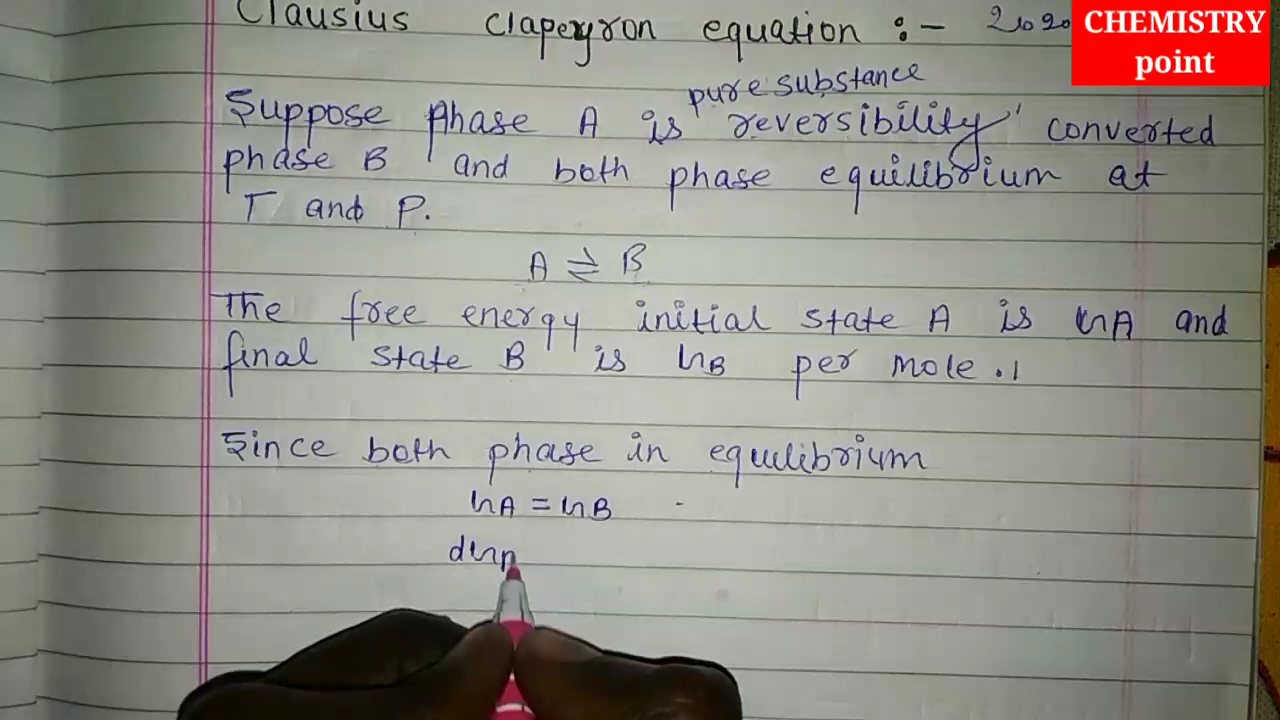 Clausius Clapeyron equation :- 2020
CHEMISTRY
point
pure substance
Suppose Phase A is reversibility converted
phase B and both phase equilibrium at
T and P.
A ⇌ B
The free energy initial state A is GA and
final state B is GB per mole.
Since both phase in equilibrium
GA = GB
dG